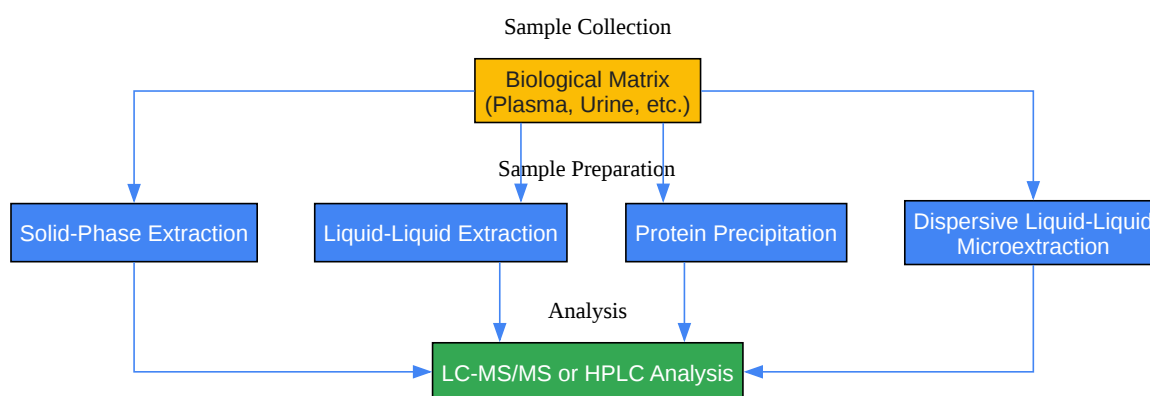 Sample Collection
Biological Matrix
(Plasma, Urine, etc.)
Sample Preparation
Solid-Phase Extraction
Liquid-Liquid Extraction
Protein Precipitation
Dispersive Liquid-Liquid
Microextraction
Analysis
LC-MS/MS or HPLC Analysis